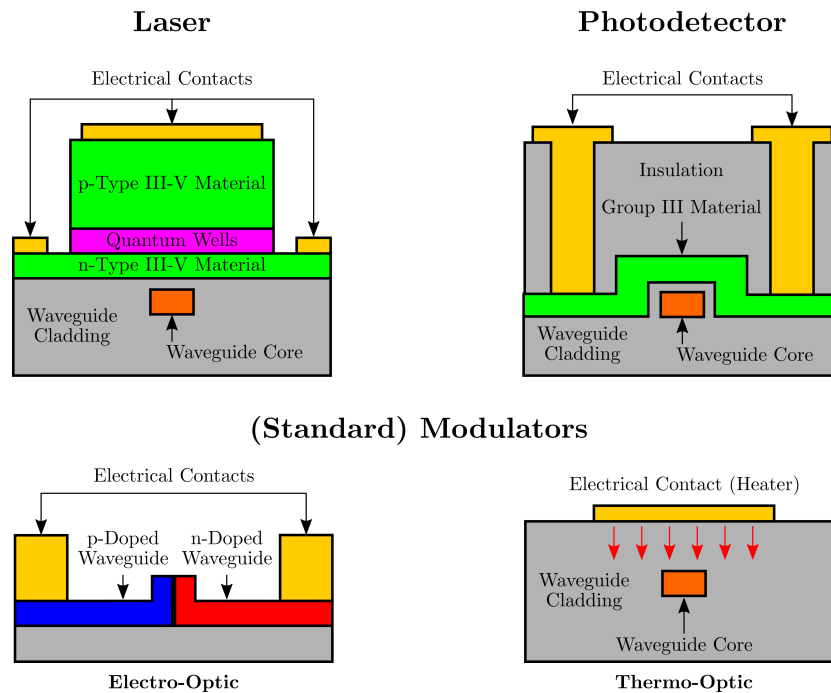 Laser
Electrical Contacts
p-Type III-V Material
Quantum Wells
n-Type III-V Material
Waveguide
Cladding
Waveguide Core
Photodetector
Electrical Contacts
Insulation
Group III Material
Waveguide
Cladding
Waveguide Core
(Standard) Modulators
Electrical Contacts
p-Doped
Waveguide
n-Doped
Waveguide
Electro-Optic
Electrical Contact (Heater)
Waveguide
Cladding
Waveguide Core
Thermo-Optic